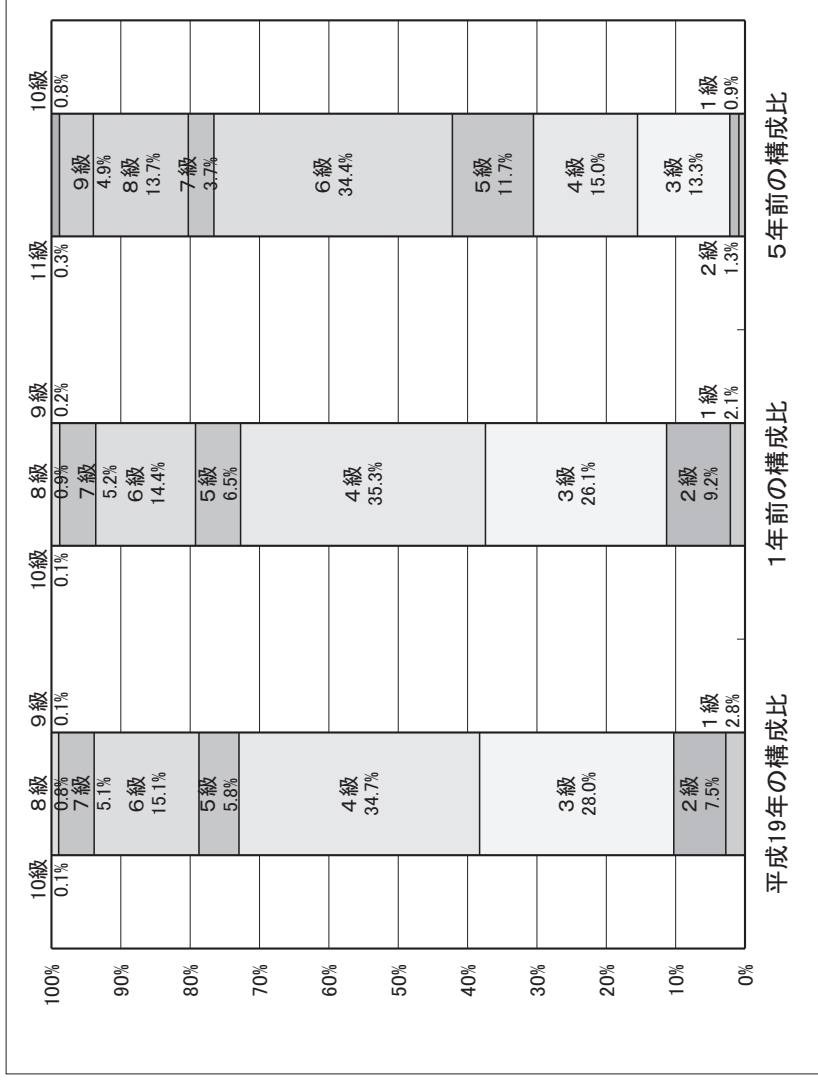 100%
90%
80%
70%
60%
50%
40%
30%
20%
10%
0%
10級
0.1%
8級
0.8%
9級
0.1%
7級
5.1%
6級
15.1%
5級
5.8%
4級
34.7%
3級
28.0%
2級
7.5%
1級
2.8%
平成19年の構成比
10級
0.1%
8級
0.9%
9級
0.2%
7級
5.2%
6級
14.4%
5級
6.5%
4級
35.3%
3級
26.1%
2級
9.2%
1級
2.1%
1年前の構成比
11級
0.3%
10級
0.8%
9級
4.9%
8級
13.7%
7級
3.7%
6級
34.4%
5級
11.7%
4級
15.0%
3級
13.3%
2級
1.3%
1級
0.9%
5年前の構成比